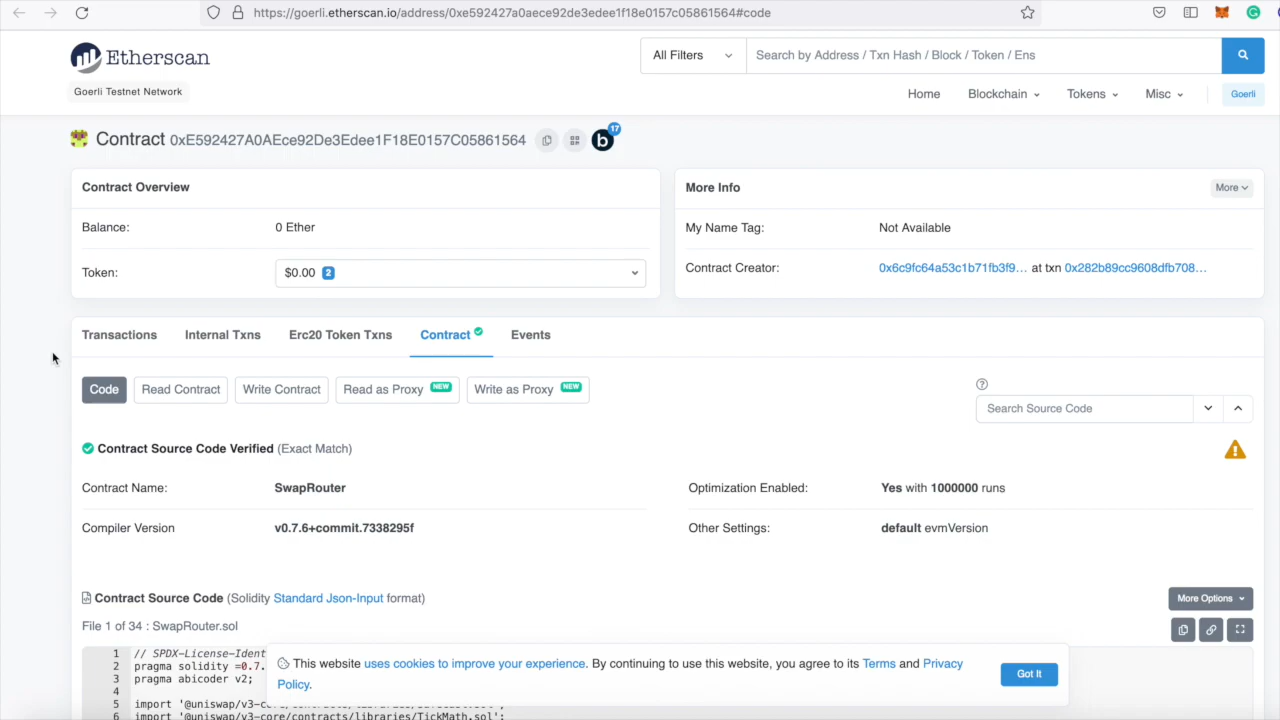 https://goerli.etherscan.io/address/0xe592427a0aece92de3edee1f18e0157c05861564#code
Etherscan
All Filters
Search by Address / Txn Hash / Block / Token / Ens
Goerli Testnet Network
Home Blockchain Tokens Misc Goerli
Contract 0xE592427A0AEce92De3Edee1F18E0157C05861564 b 17
Contract Overview
Balance: 0 Ether
Token: $0.00 2
More Info More
My Name Tag: Not Available
Contract Creator: 0x6c9fc64a53c1b71fb3f9... at txn 0x282b89cc9608dfb708...
Transactions Internal Txns Erc20 Token Txns Contract Events
Code Read Contract Write Contract Read as Proxy NEW Write as Proxy NEW
Search Source Code
Contract Source Code Verified (Exact Match)
Contract Name: SwapRouter
Optimization Enabled: Yes with 1000000 runs
Compiler Version v0.7.6+commit.7338295f
Other Settings: default evmVersion
Contract Source Code (Solidity Standard Json-Input format)
More Options
File 1 of 34 : SwapRouter.sol
1 // SPDX-License-Ident
2 pragma solidity =0.7.
3 pragma abicoder v2;
4
5 import '@uniswap/v3-core/contracts/libraries/
6 import '@uniswap/v3-core/contracts/libraries/TickMath.sol';
This website uses cookies to improve your experience. By continuing to use this website, you agree to its Terms and Privacy
Policy.
Got It